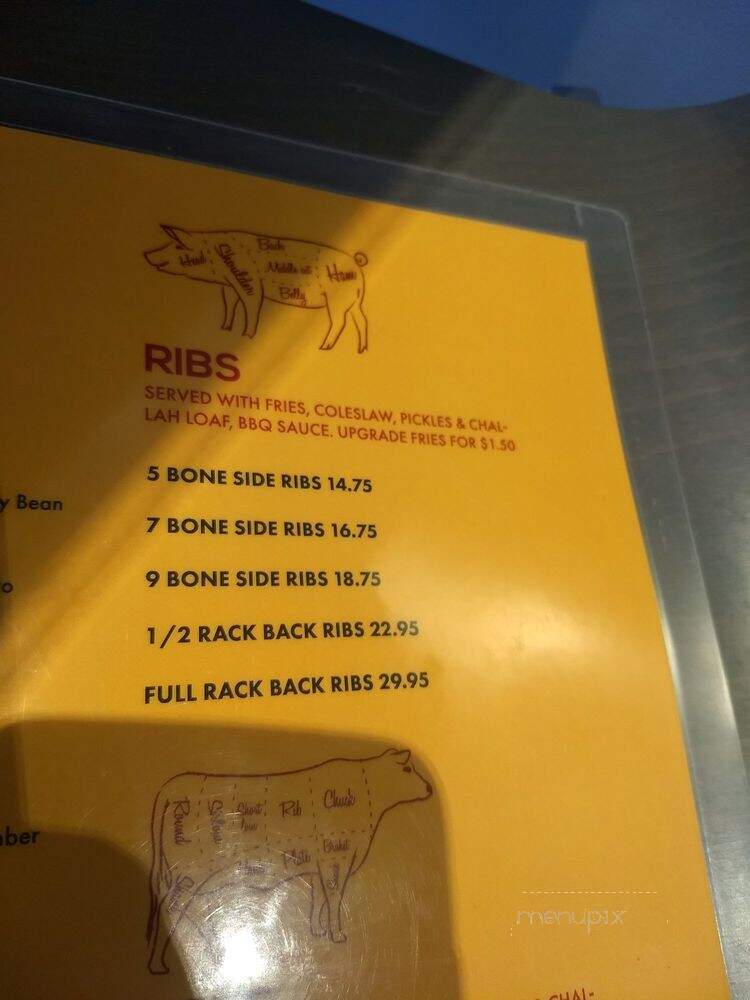 Head
Shoulder
Back
Middle cut
Belly
Ham
RIBS
SERVED WITH FRIES, COLESLAW, PICKLES & CHAL-
LAH LOAF, BBQ SAUCE. UPGRADE FRIES FOR $1.50
5 BONE SIDE RIBS 14.75
y Bean
7 BONE SIDE RIBS 16.75
9 BONE SIDE RIBS 18.75
o
1/2 RACK BACK RIBS 22.95
FULL RACK BACK RIBS 29.95
Round
Sirloin
Short
Loin
Rib
Chuck
Plate
Brisket
mber
menupix
CHAL-